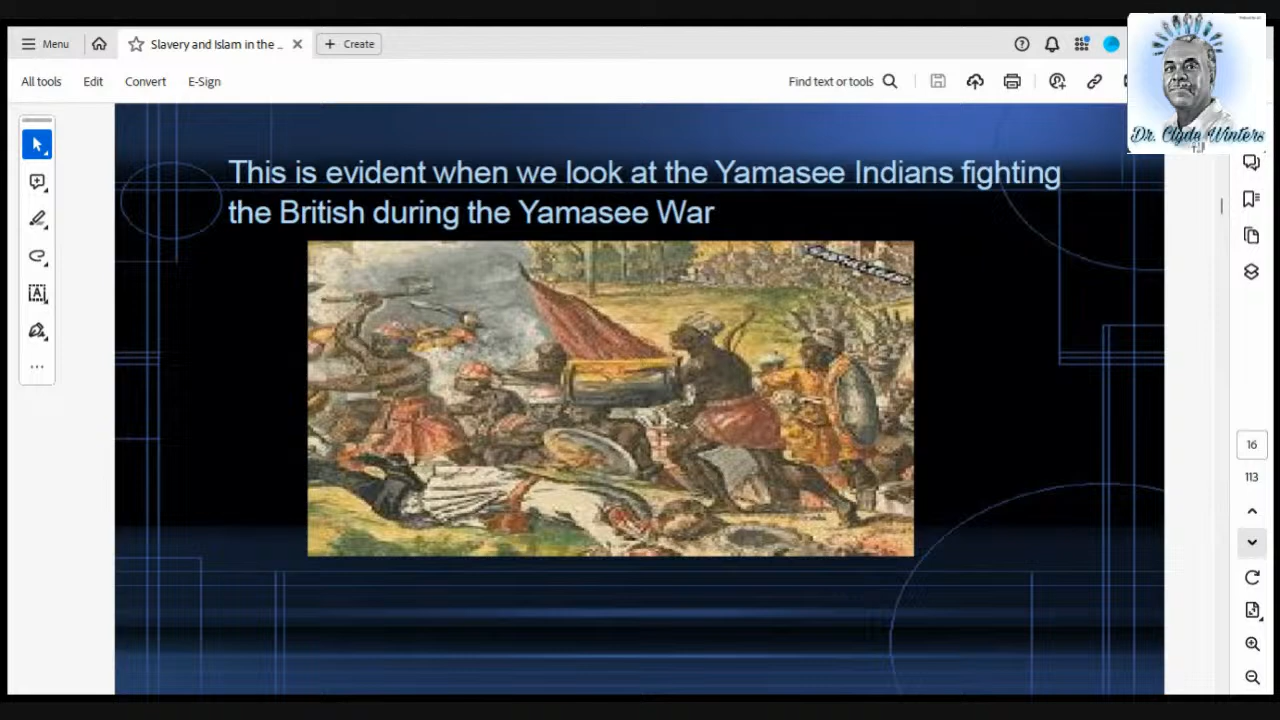 Menu
Slavery and Islam in the ...
Create
All tools
Edit
Convert
E-Sign
Find text or tools
Dr. Clyde Winters
This is evident when we look at the Yamasee Indians fighting
the British during the Yamasee War
16
113